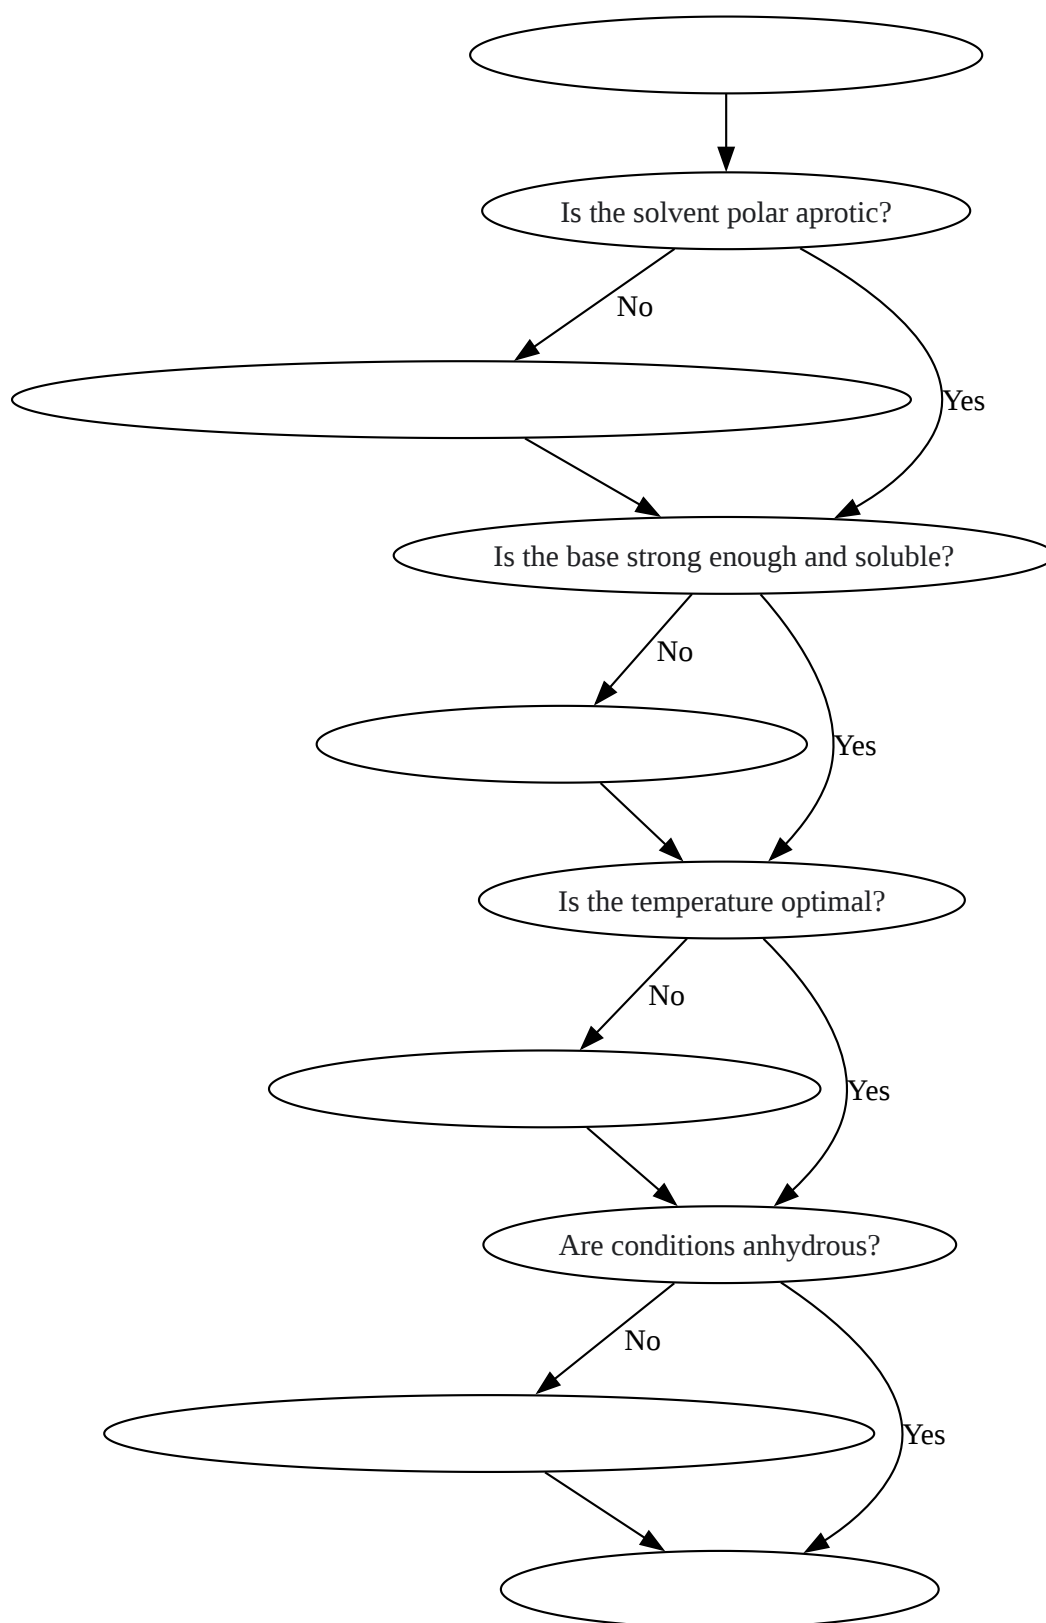 Is the solvent polar aprotic?
No
Yes
Is the base strong enough and soluble?
No
Yes
Is the temperature optimal?
No
Yes
Are conditions anhydrous?
No
Yes